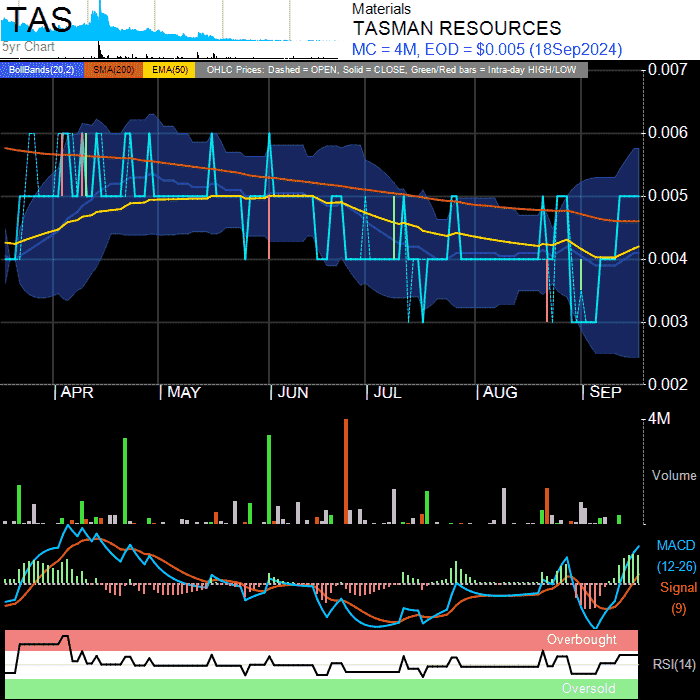 TAS
5yr Chart
Materials
TASMAN RESOURCES
MC = 4M, EOD = $0.005 (18Sep2024)
BollBands(20,2) SMA(200) EMA(50) OHLC Prices: Dashed = OPEN, Solid = CLOSE, Green/Red bars = Intra-day HIGH/LOW
0.007
0.006
0.005
0.004
0.003
0.002
APR MAY JUN JUL AUG SEP
4M
Volume
MACD
(12-26)
Signal
(9)
Overbought
RSI(14)
Oversold